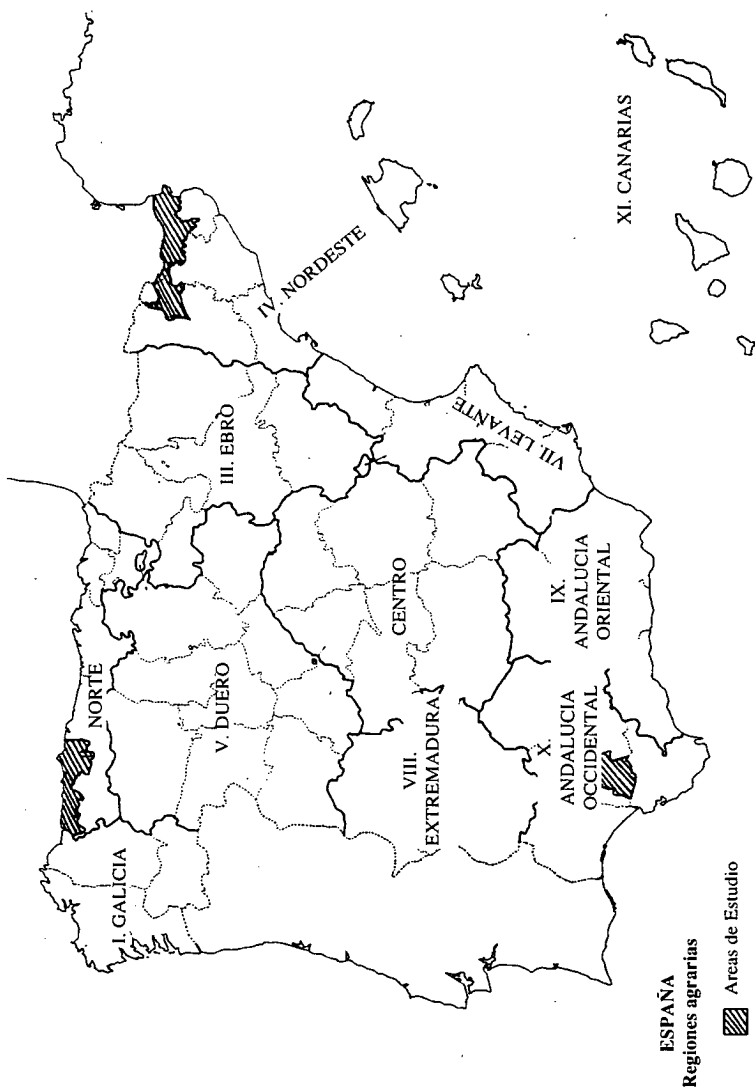 I. GALICIA
NORTE
III. EBRO
IV. NORDESTE
V. DUERO
CENTRO
VII. LEVANTE
VIII.
EXTREMADURA
IX.
ANDALUCIA
ORIENTAL
X.
ANDALUCIA
OCCIDENTAL
XI. CANARIAS
ESPAÑA
Regiones agrarias
Areas de Estudio